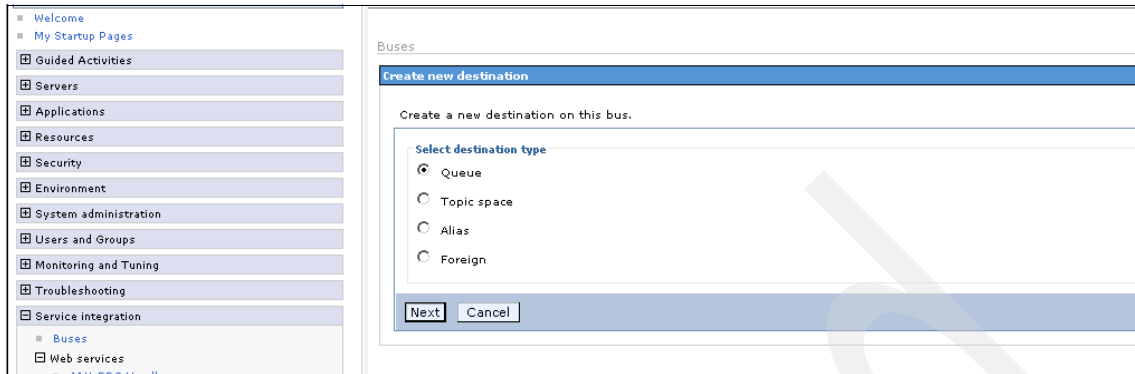 Welcome
My Startup Pages
Guided Activities
Servers
Applications
Resources
Security
Environment
System administration
Users and Groups
Monitoring and Tuning
Troubleshooting
Service integration
Buses
Web services
Buses
Create new destination
Create a new destination on this bus.
Select destination type
Queue
Topic space
Alias
Foreign
Next Cancel